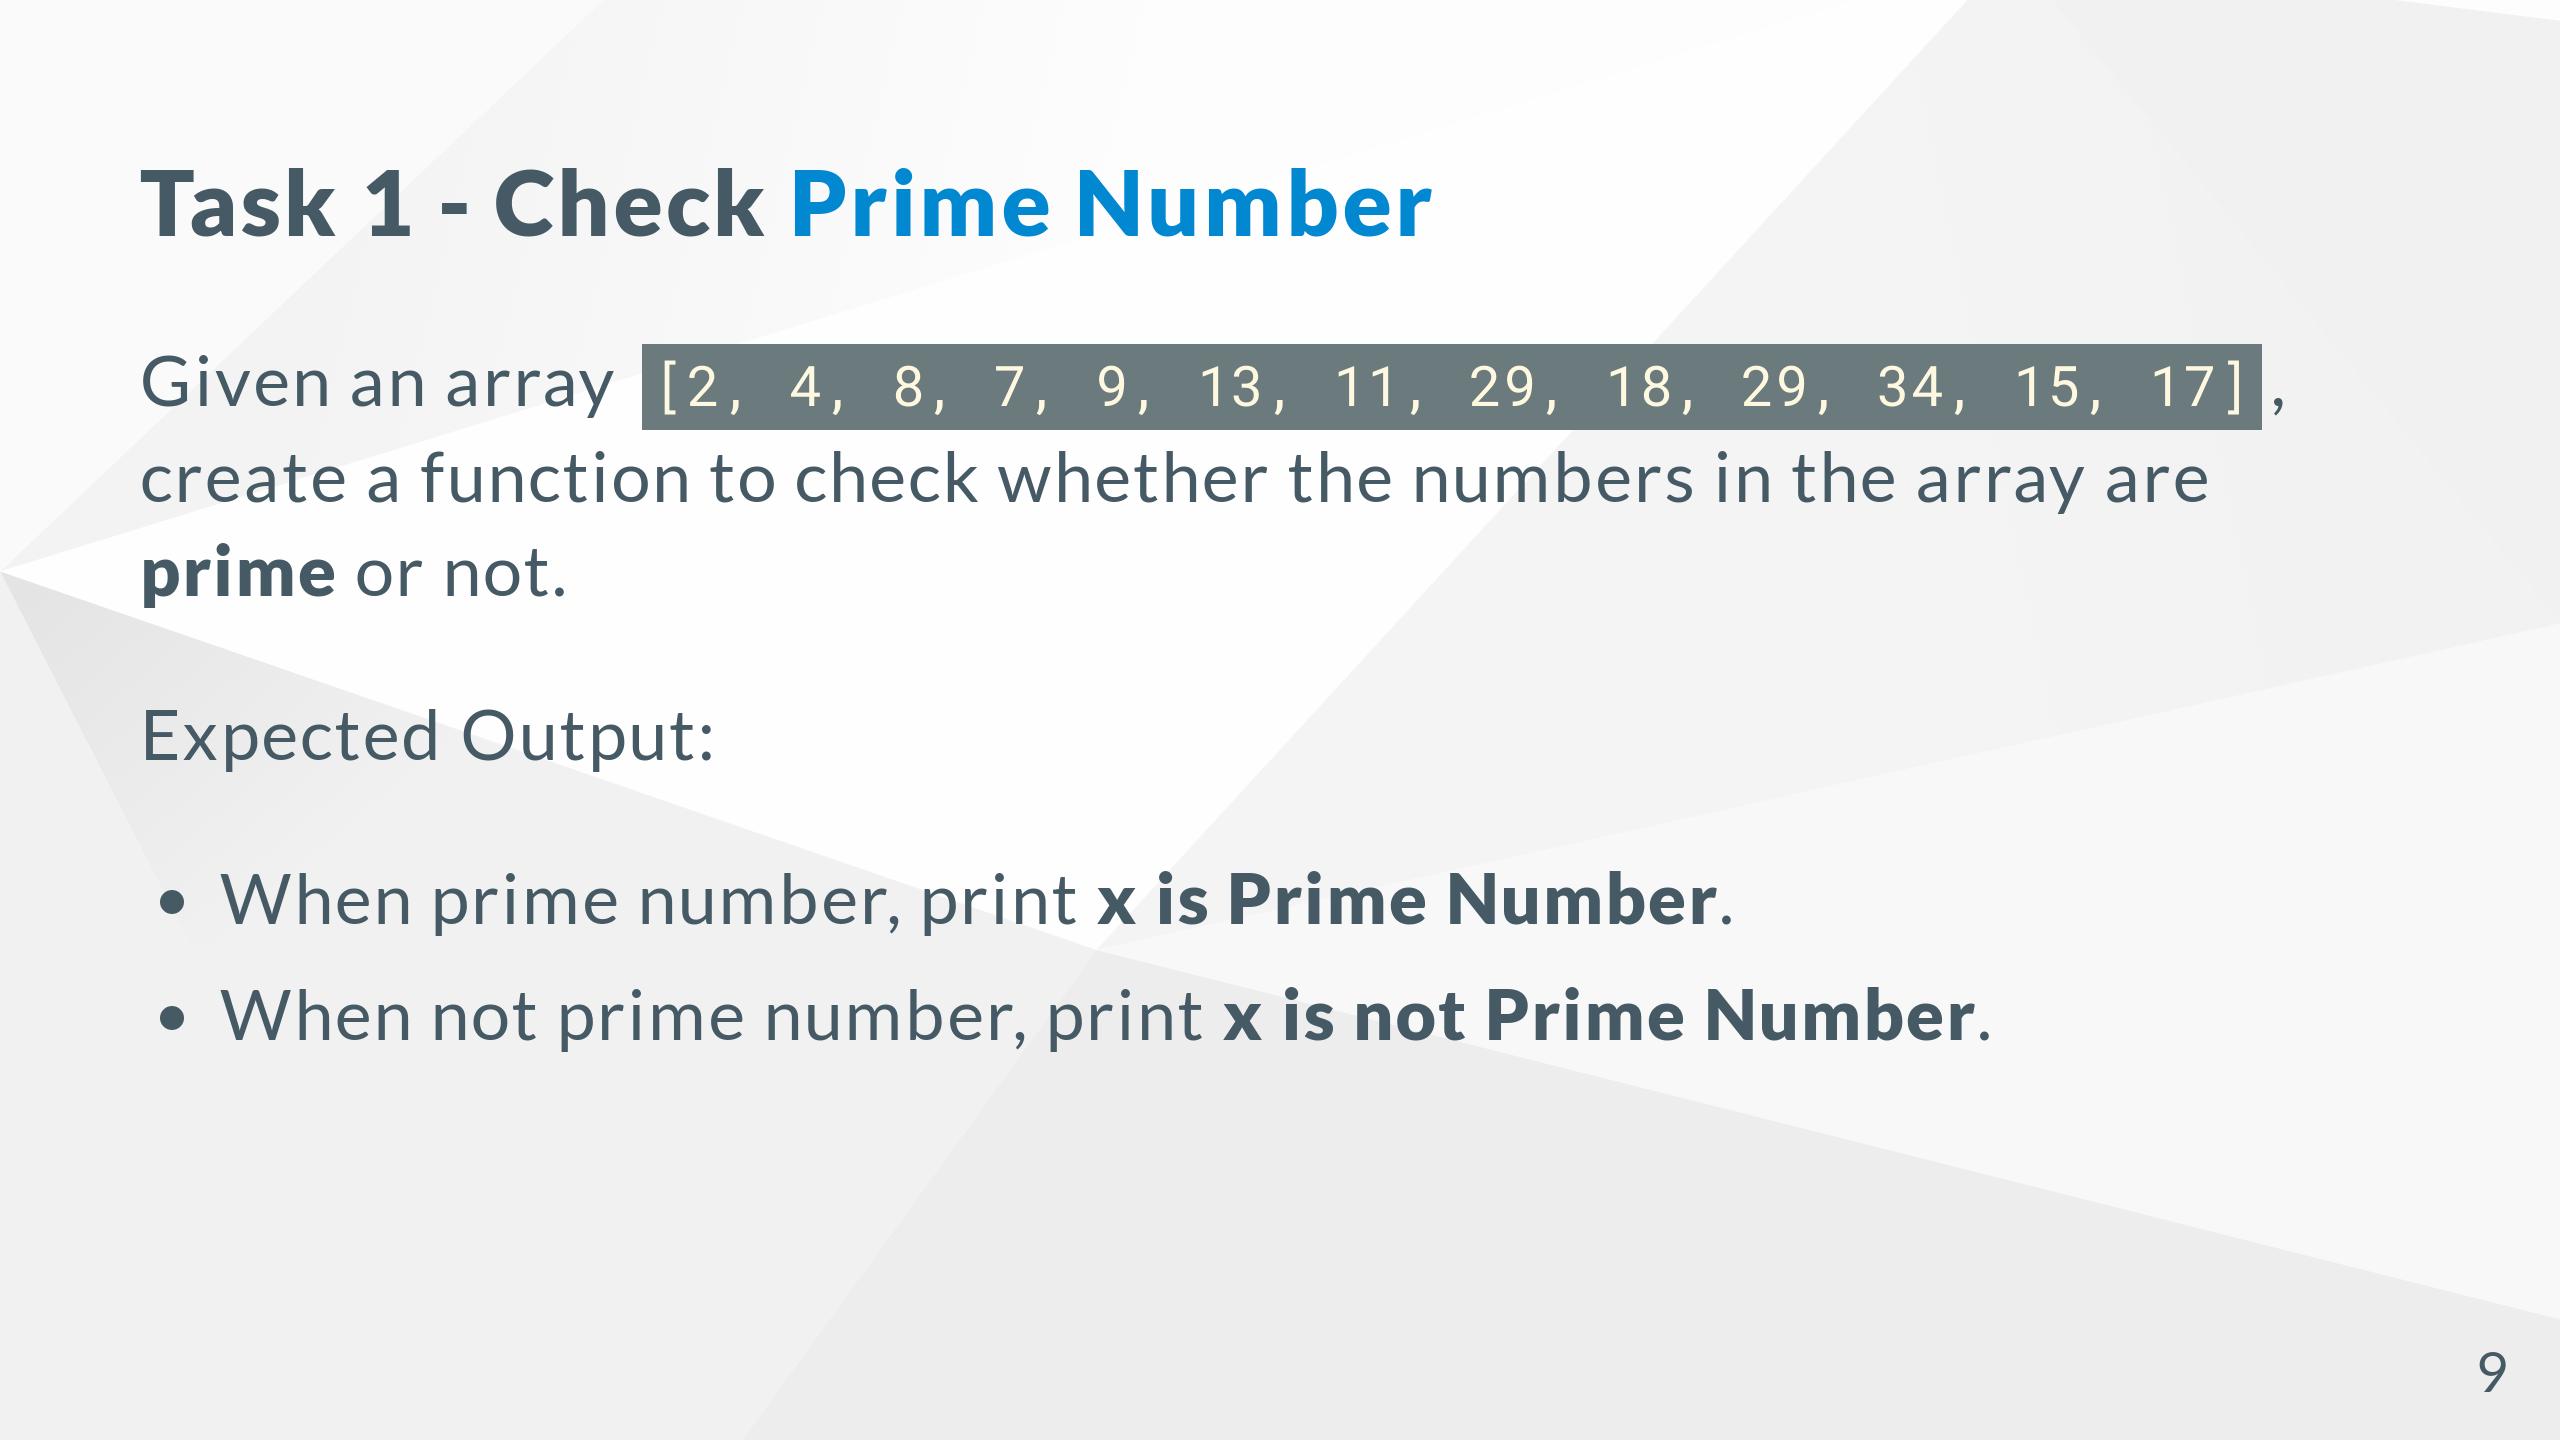 Task 1 - Check Prime Number
Given an array [2, 4, 8, 7, 9, 13, 11, 29, 18, 29, 34, 15, 17],
create a function to check whether the numbers in the array are
prime or not.
Expected Output:
• When prime number, print x is Prime Number.
• When not prime number, print x is not Prime Number.
9